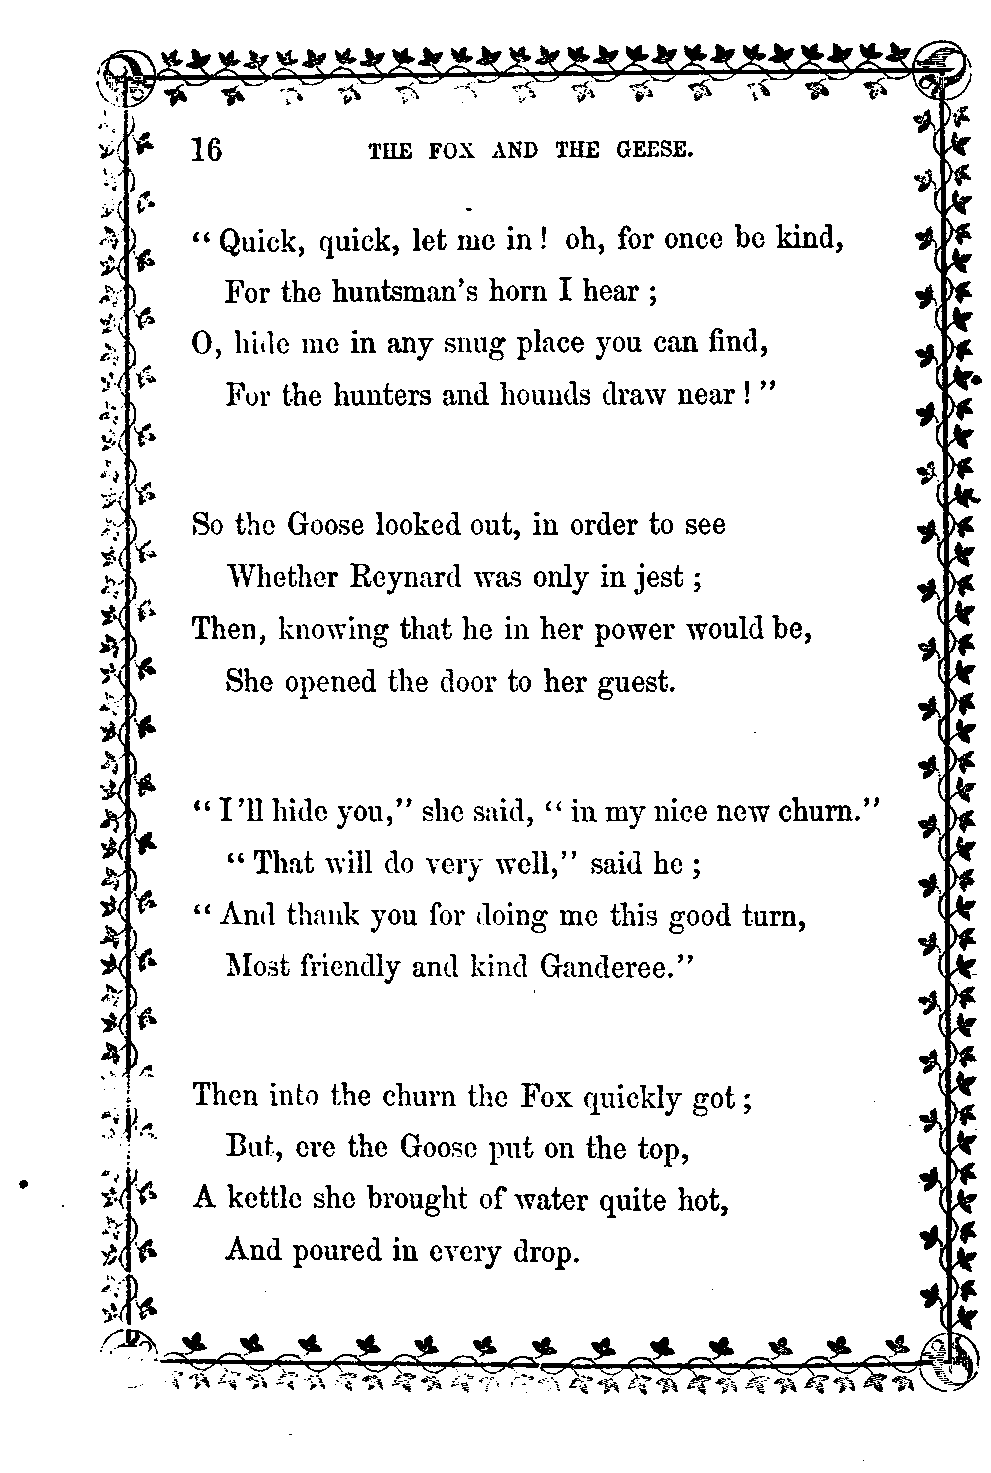 16 THE FOX AND THE GEESE.
“ Quick, quick, let me in ! oh, for once be kind,
For the huntsman’s horn I hear ;
O, hide me in any snug place you can find,
For the hunters and hounds draw near ! ”
So the Goose looked out, in order to see
Whether Reynard was only in jest ;
Then, knowing that he in her power would be,
She opened the door to her guest.
“ I’ll hide you,” she said, “ in my nice new churn.”
“ That will do very well,” said he ;
“ And thank you for doing me this good turn,
Most friendly and kind Ganderee.”
Then into the churn the Fox quickly got ;
But, ere the Goose put on the top,
A kettle she brought of water quite hot,
And poured in every drop.